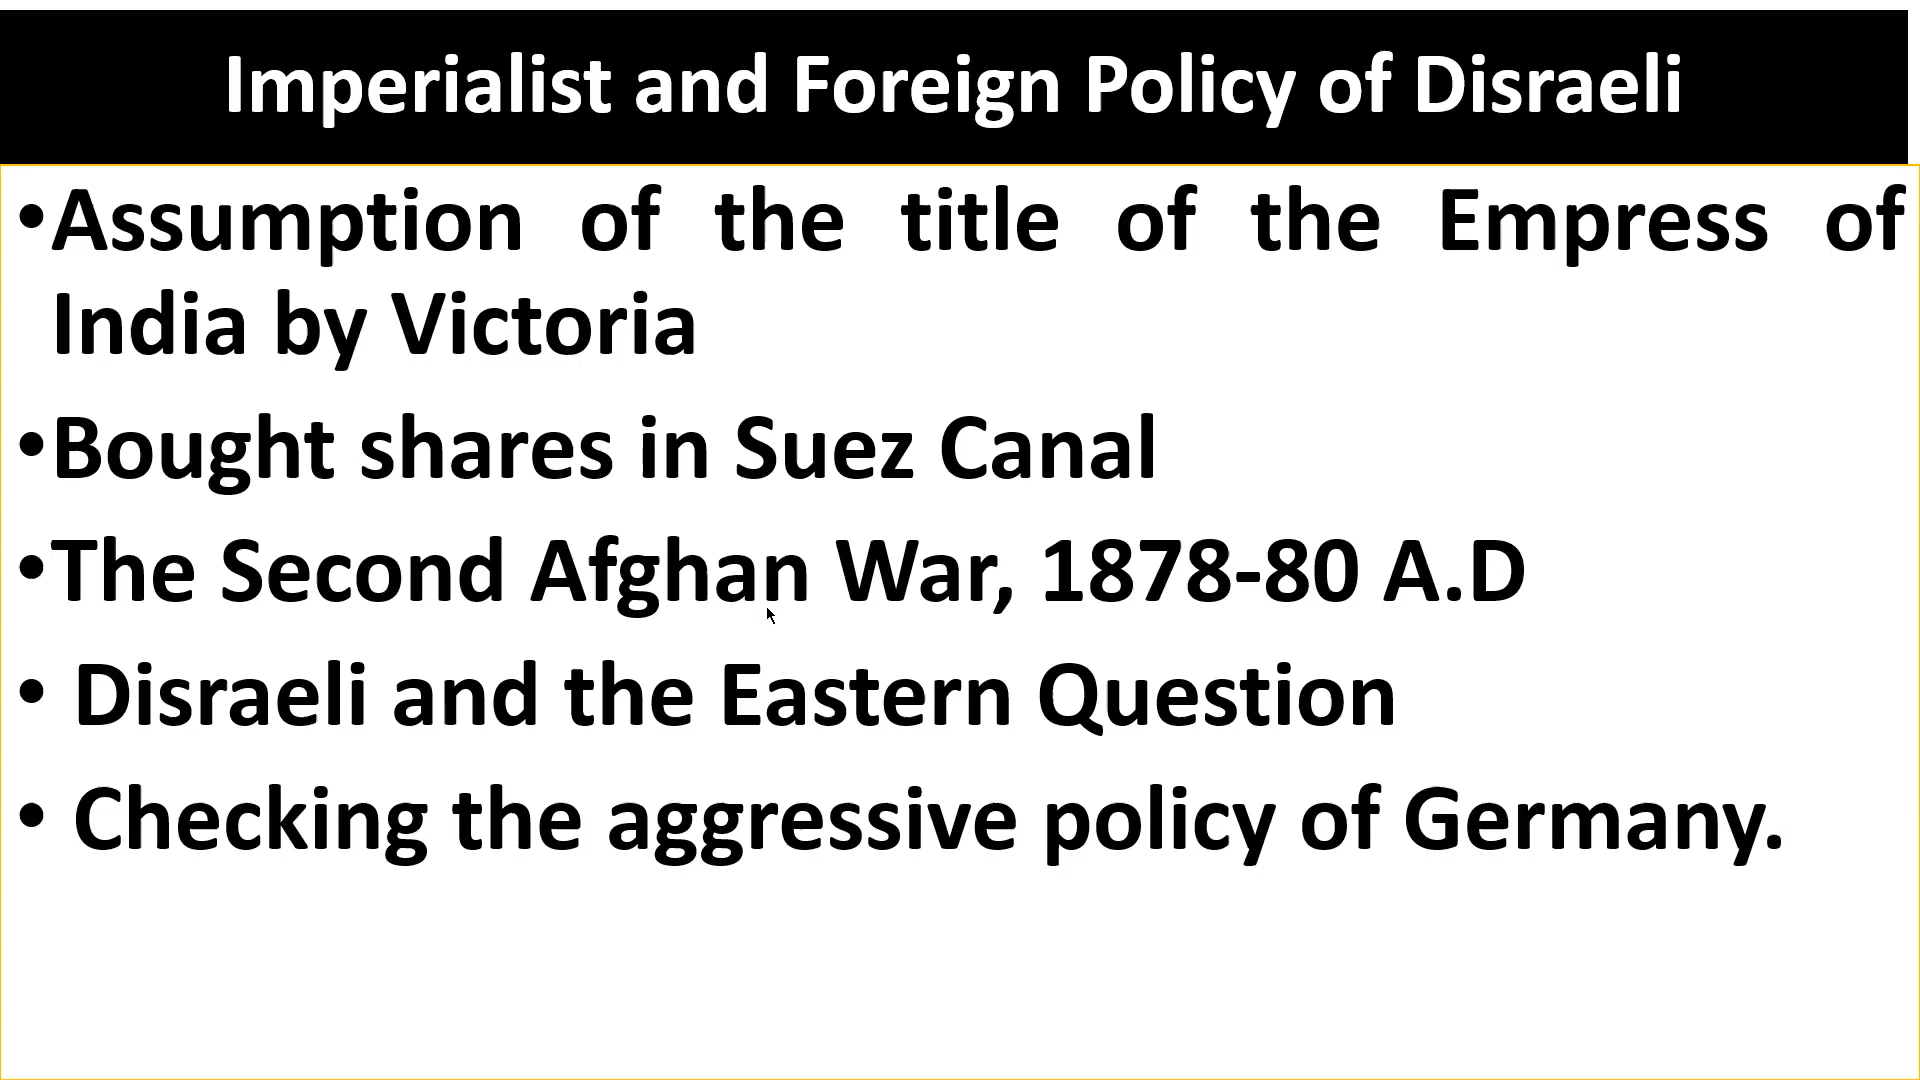 Imperialist and Foreign Policy of Disraeli
•Assumption of the title of the Empress of
India by Victoria
•Bought shares in Suez Canal
•The Second Afghan War, 1878-80 A.D
• Disraeli and the Eastern Question
• Checking the aggressive policy of Germany.